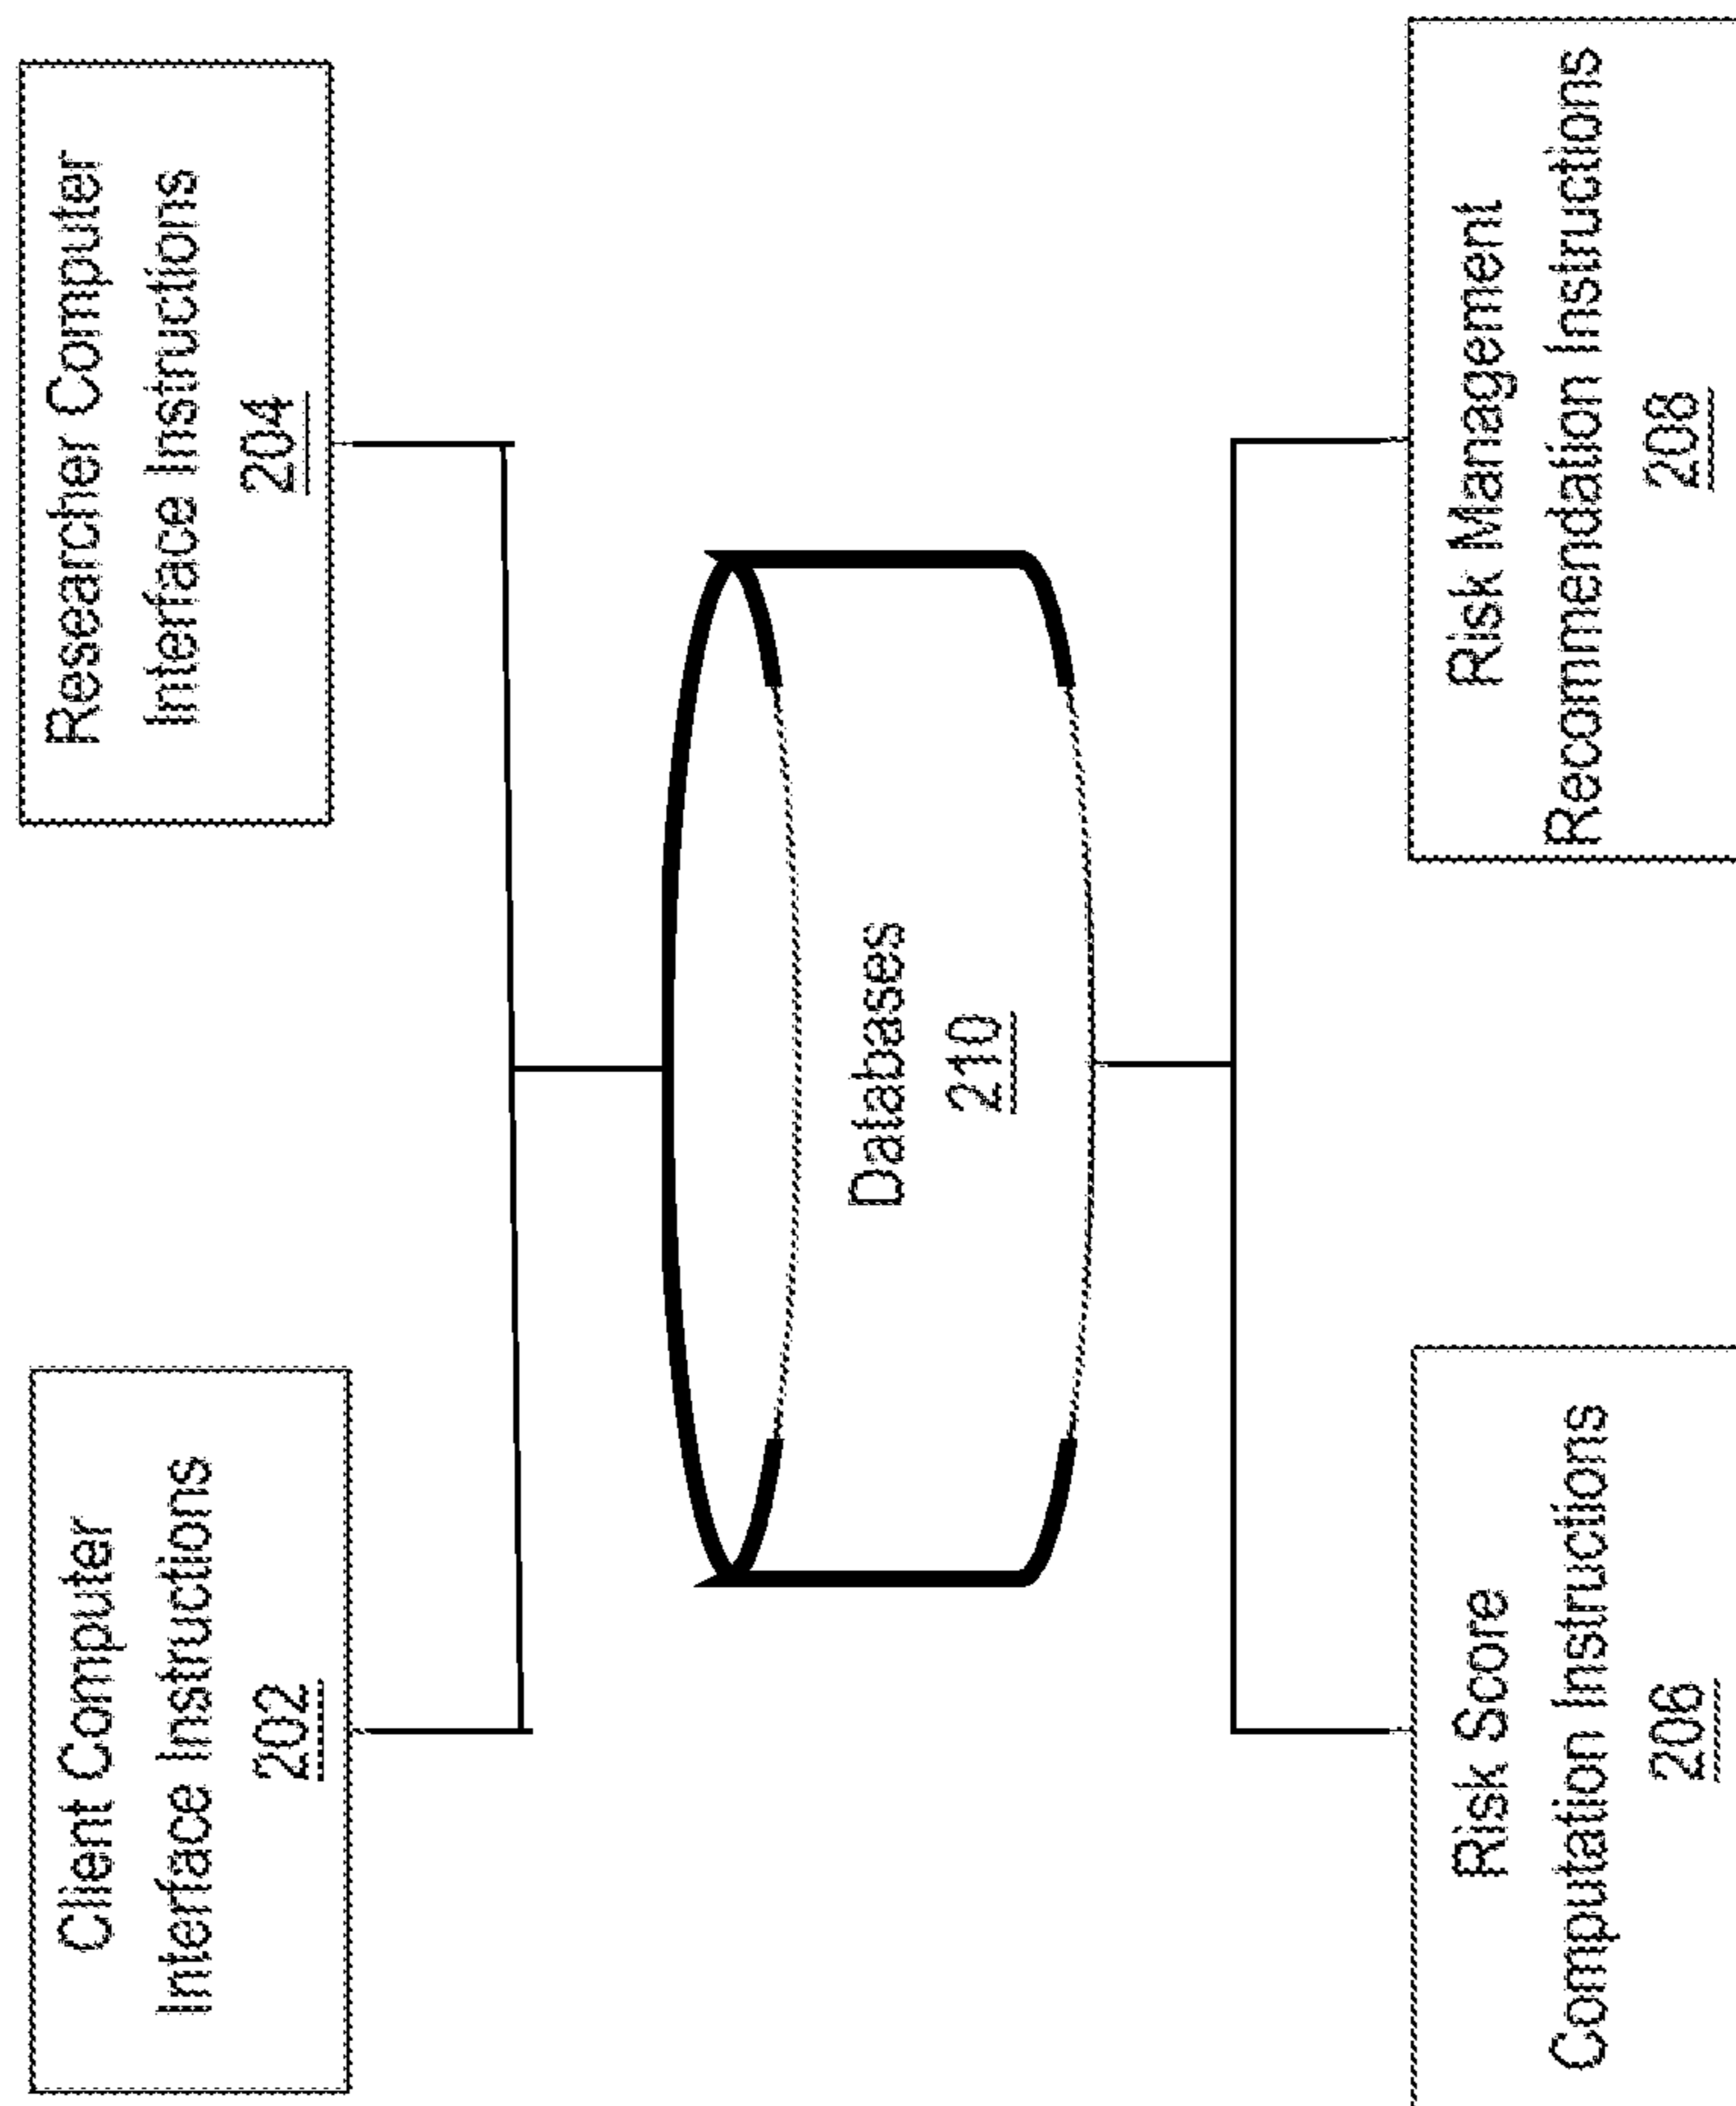 Client Computer
Interface Instructions
202
Researcher Computer
Interface Instructions
204
Databases
210
Risk Score
Computation Instructions
206
Risk Management
Recommendation Instructions
208